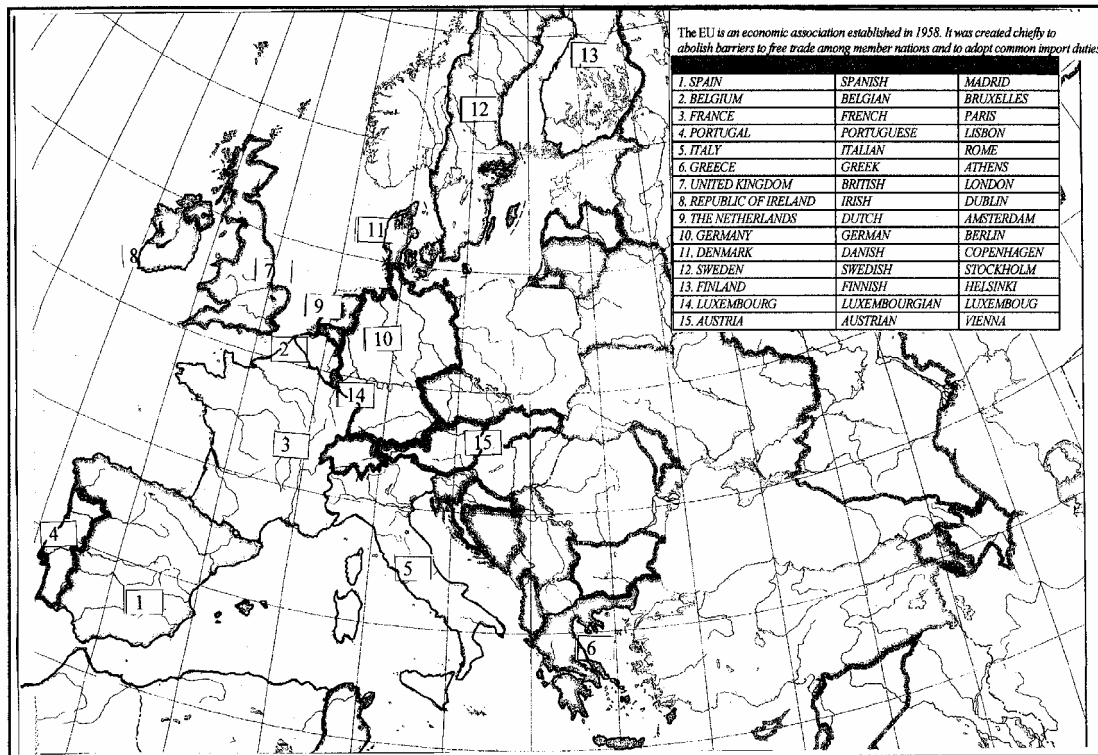 The EU is an economic association established in 1958. It was created chiefly to
abolish barriers to free trade among member nations and to adopt common import duties
1. SPAIN SPANISH MADRID
2. BELGIUM BELGIAN BRUXELLES
3. FRANCE FRENCH PARIS
4. PORTUGAL PORTUGUESE LISBON
5. ITALY ITALIAN ROME
6. GREECE GREEK ATHENS
7. UNITED KINGDOM BRITISH LONDON
8. REPUBLIC OF IRELAND IRISH DUBLIN
9. THE NETHERLANDS DUTCH AMSTERDAM
10. GERMANY GERMAN BERLIN
11. DENMARK DANISH COPENHAGEN
12. SWEDEN SWEDISH STOCKHOLM
13. FINLAND FINNISH HELSINKI
14. LUXEMBOURG LUXEMBOURGIAN LUXEMBOUG
15. AUSTRIA AUSTRIAN VIENNA
13
12
11
8
7
9
10
2
14
3
15
4
5
1
6